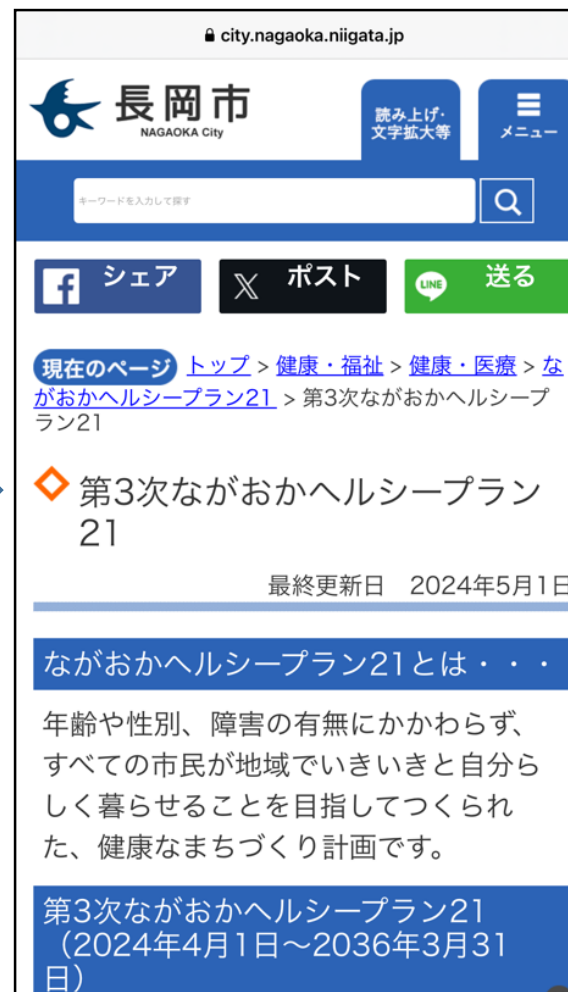 city.nagaoka.niigata.jp
長岡市
NAGAOKA City
読み上げ・
文字拡大等
メニュー
キーワードを入力して探す
シェア
ポスト
LINE
送る
現在のページ トップ > 健康・福祉 > 健康・医療 > な
がおかヘルシープラン21 > 第3次ながおかヘルシープ
ラン21
第3次ながおかヘルシープラン
21
最終更新日 2024年5月1日
ながおかヘルシープラン21とは・・・
年齢や性別、障害の有無にかかわらず、
すべての市民が地域でいきいきと自分ら
しく暮らせることを目指してつくられ
た、健康なまちづくり計画です。
第3次ながおかヘルシープラン21
(2024年4月1日～2036年3月31
日)